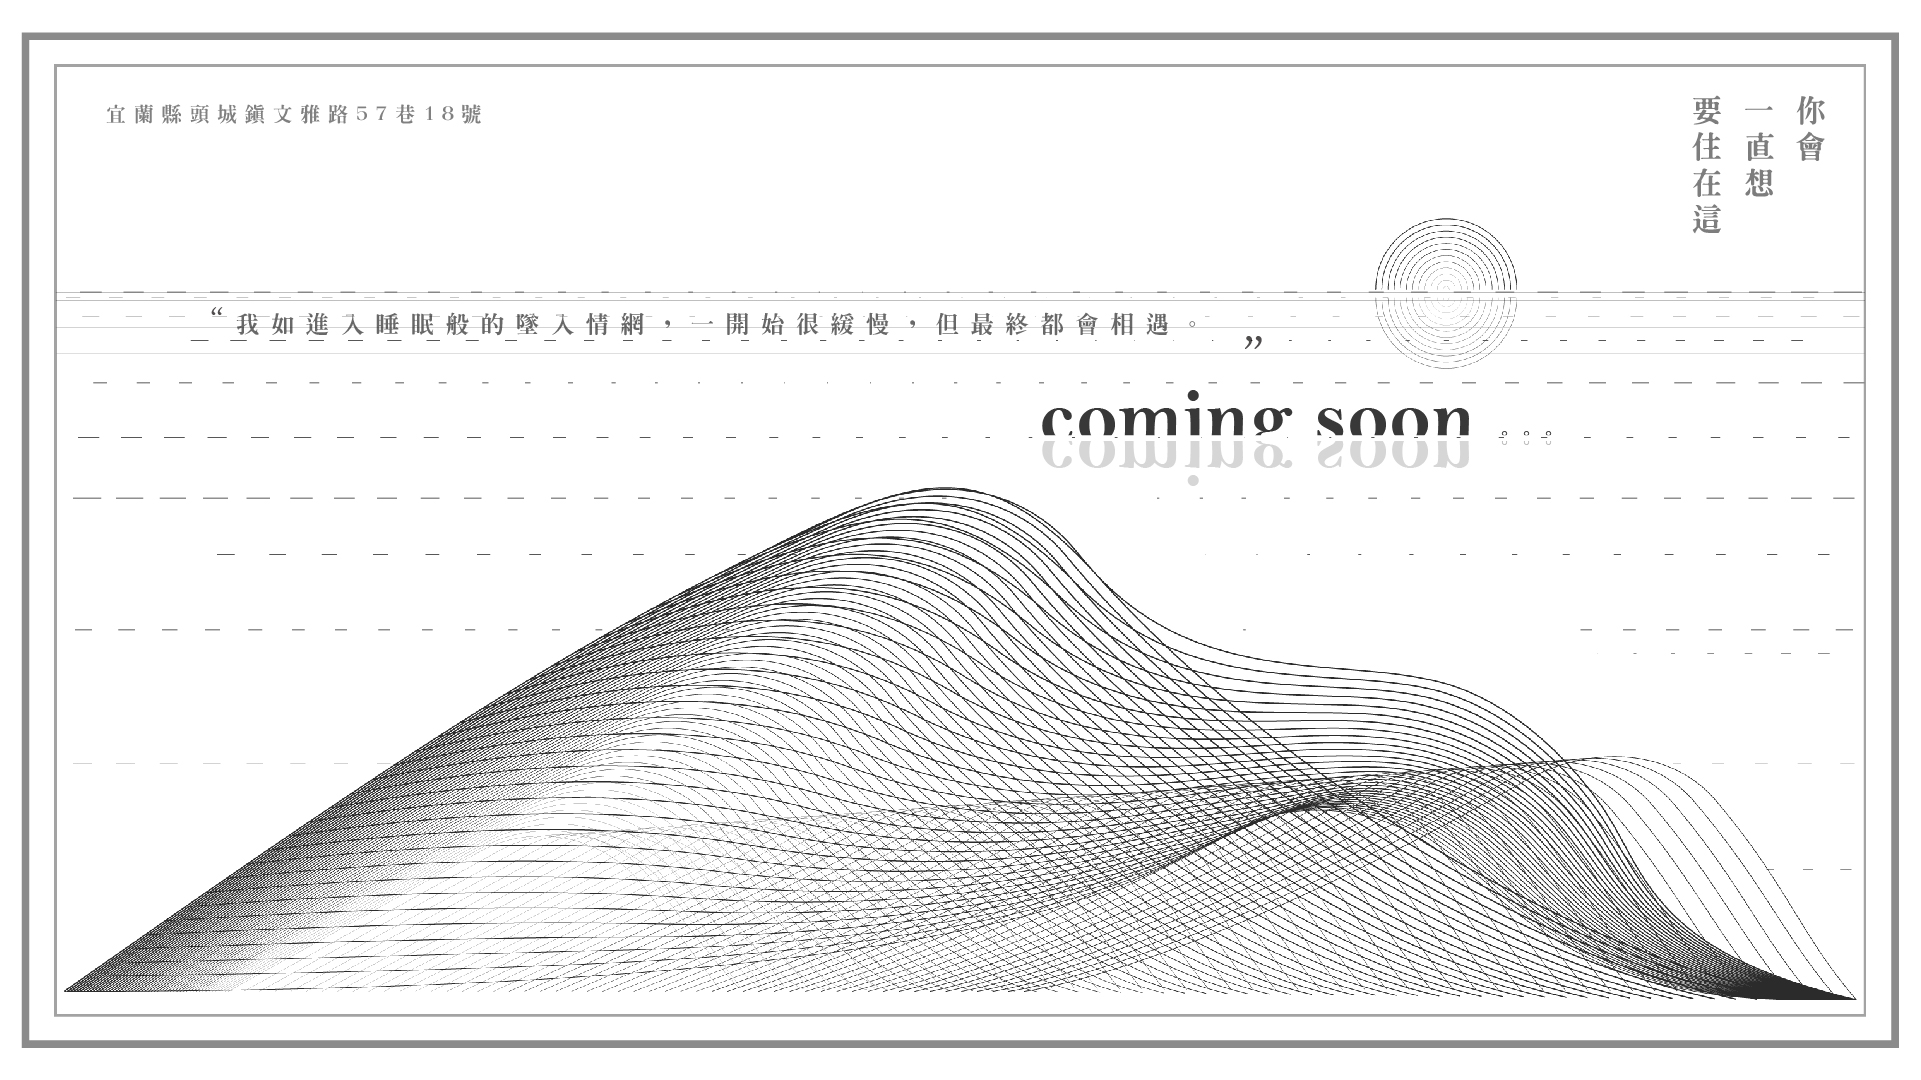 宜蘭縣頭城鎮文雅路57巷18號
你會
一直想
要住在這
“我如進入睡眠般的墜入情網，一開始很緩慢，但最終都會相遇。”
coming soon 。。。